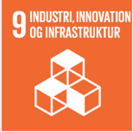 9 INDUSTRI, INNOVATION
OG INFRASTRUKTUR